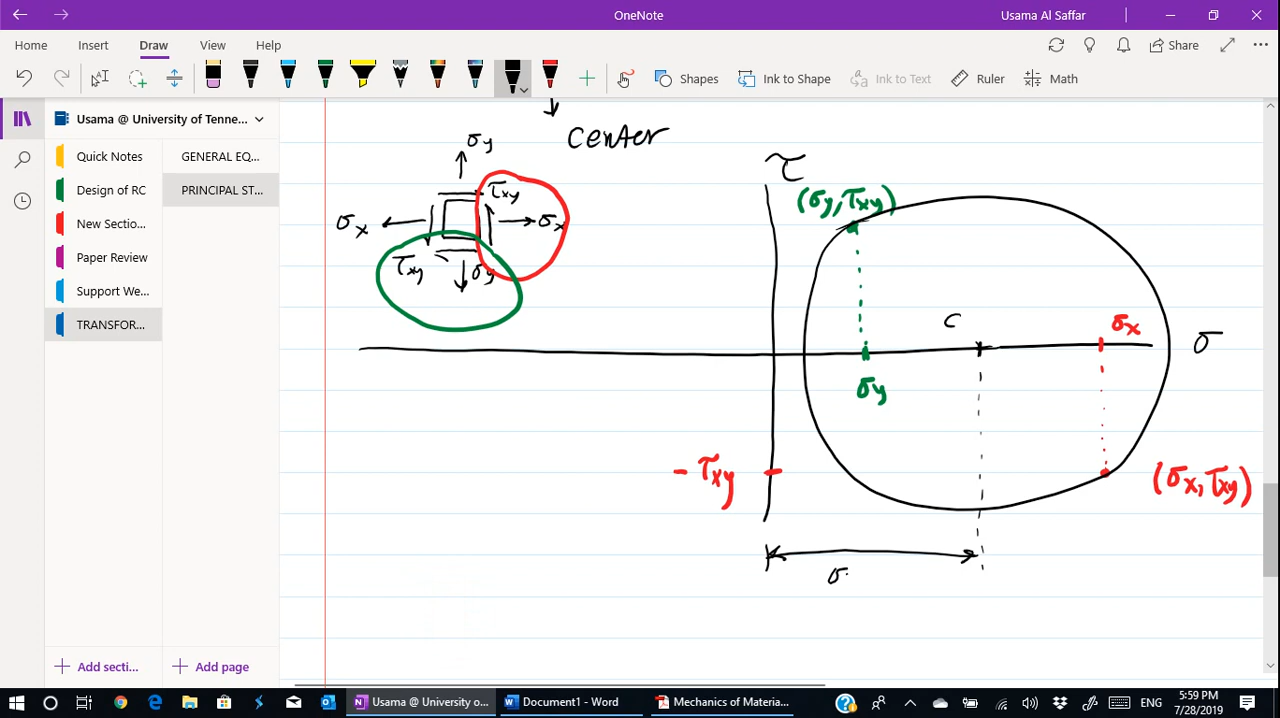 OneNote
Usama Al Saffar
Home Insert Draw View Help Share
Shapes Ink to Shape Ink to Text Ruler Math
Usama @ University of Tenne...
Quick Notes
Design of RC
New Sectio...
Paper Review
Support We...
TRANSFOR...
GENERAL EQ...
PRINCIPAL ST...
Center
σy
τxy
σx
σx
τxy
σy
τ
(σy, τxy)
C
σx
σ
σy
- τxy
(σx, τxy)
σ
Add secti...
Add page
Usama @ University o...
Document1 - Word
Mechanics of Materia...
ENG
5:59 PM
7/28/2019